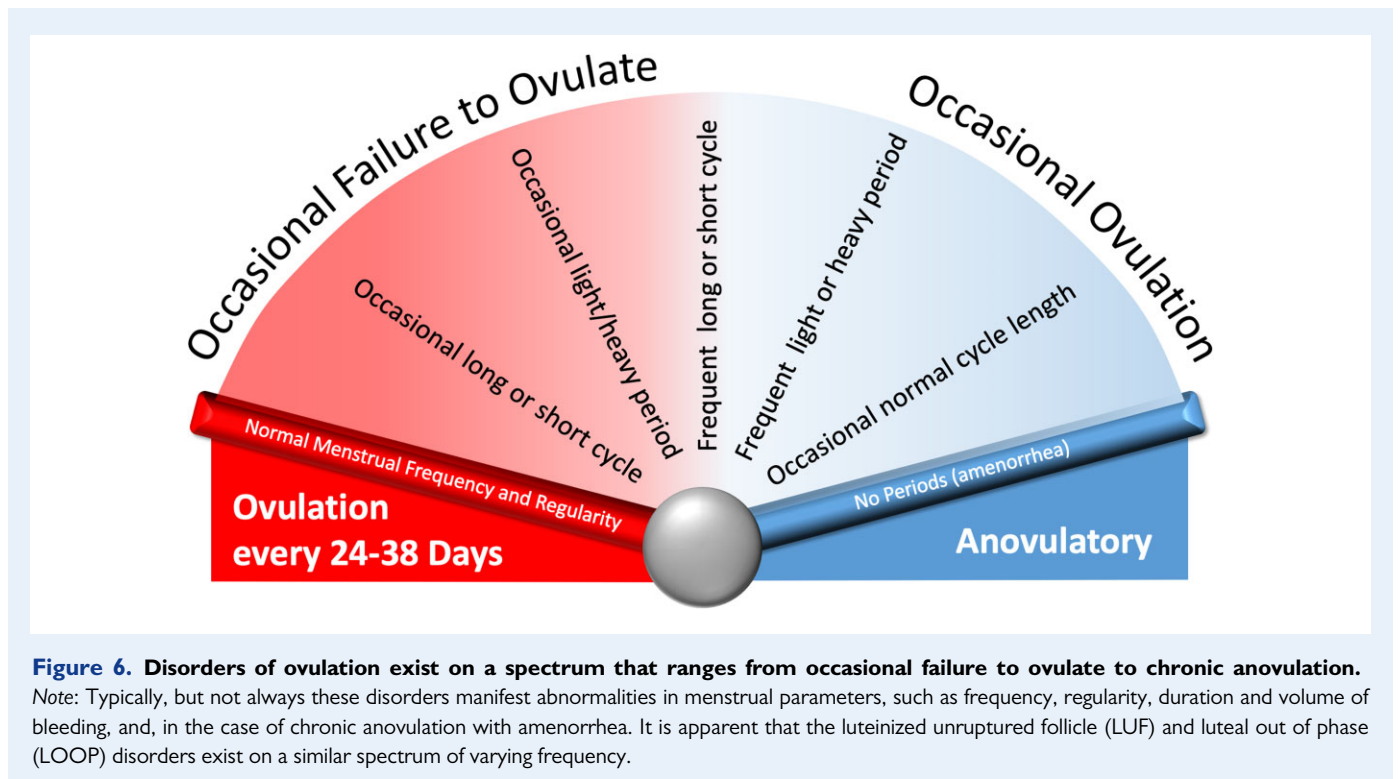 Occasional Failure to Ovulate
Occasional Ovulation
Occasional long or short cycle
Occasional light/heavy period
Frequent long or short cycle
Frequent light or heavy period
Occasional normal cycle length
Normal Menstrual Frequency and Regularity
No Periods (amenorrhea)
Ovulation
every 24-38 Days
Anovulatory
Figure 6. Disorders of ovulation exist on a spectrum that ranges from occasional failure to ovulate to chronic anovulation.
Note: Typically, but not always these disorders manifest abnormalities in menstrual parameters, such as frequency, regularity, duration and volume of
bleeding, and, in the case of chronic anovulation with amenorrhea. It is apparent that the luteinized unruptured follicle (LUF) and luteal out of phase
(LOOP) disorders exist on a similar spectrum of varying frequency.